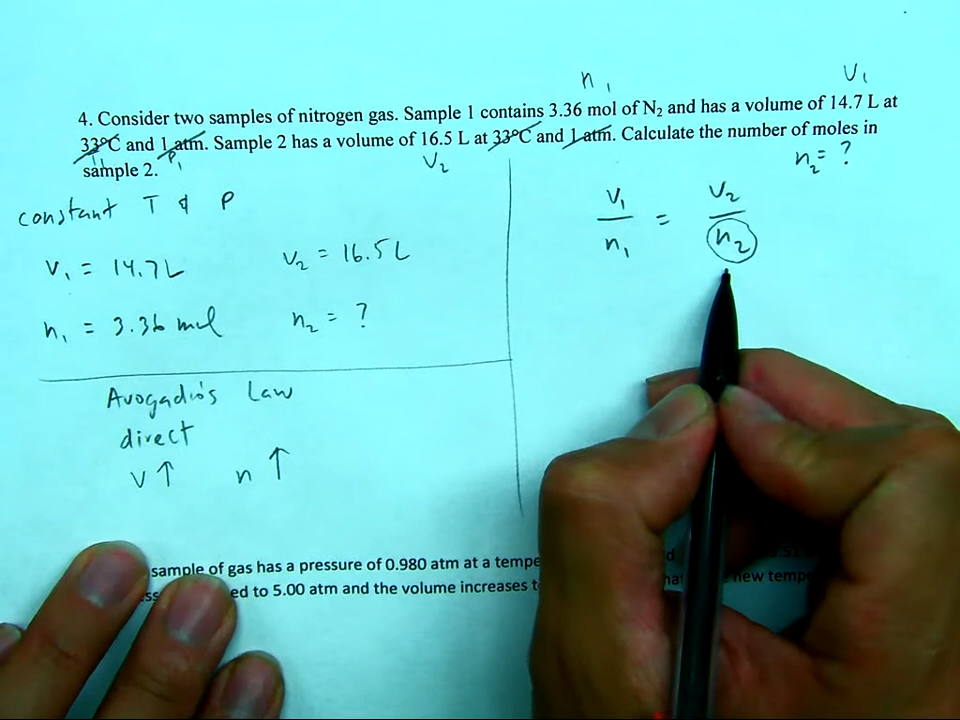 n₁ V₁
4. Consider two samples of nitrogen gas. Sample 1 contains 3.36 mol of N₂ and has a volume of 14.7 L at
33°C and 1 atm. Sample 2 has a volume of 16.5 L at 33°C and 1 atm. Calculate the number of moles in
sample 2. P₁ V₂ n₂ = ?
constant T & P
V₁ = 14.7L V₂ = 16.5L
n₁ = 3.36 mol n₂ = ?
V₁/n₁ = V₂/n₂
Avogadro's Law
direct
V↑ n↑
sample of gas has a pressure of 0.980 atm at a
ed to 5.00 atm and the volume increases new